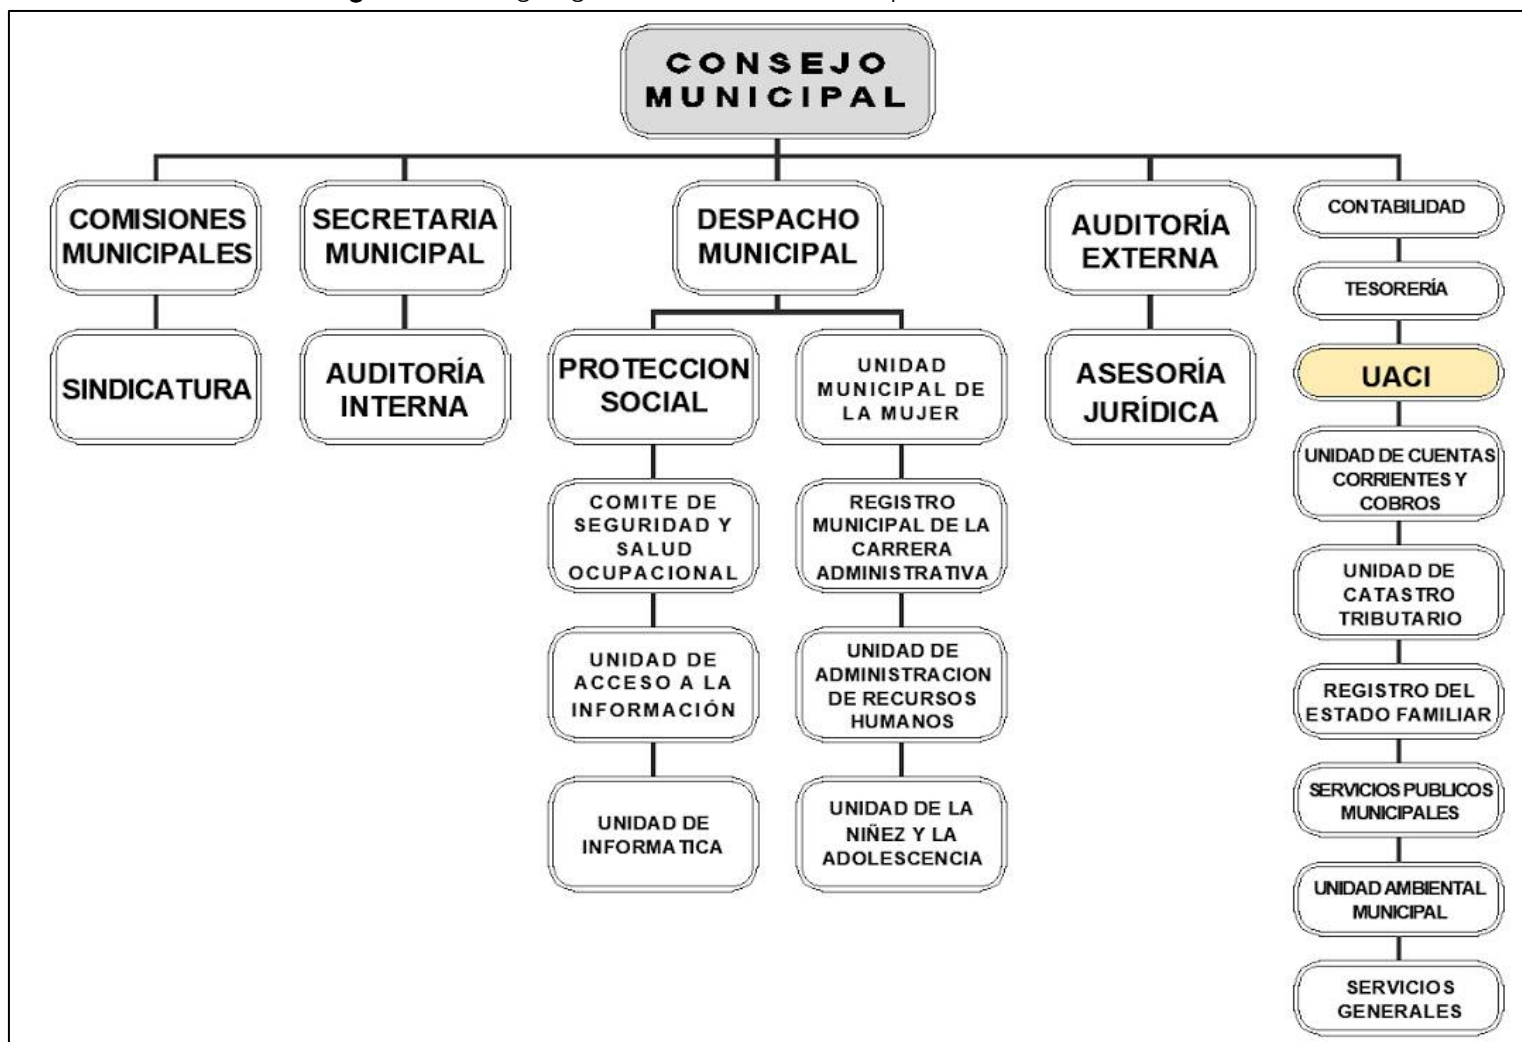 CONSEJO
MUNICIPAL
COMISIONES
MUNICIPALES
SECRETARIA
MUNICIPAL
DESPACHO
MUNICIPAL
AUDITORÍA
EXTERNA
CONTABILIDAD
TESORERÍA
SINDICATURA
AUDITORÍA
INTERNA
PROTECCION
SOCIAL
UNIDAD
MUNICIPAL DE
LA MUJER
ASESORÍA
JURÍDICA
UACI
UNIDAD DE CUENTAS
CORRIENTES Y
COBROS
COMITE DE
SEGURIDAD Y
SALUD
OCUPACIONAL
REGISTRO
MUNICIPAL DE LA
CARRERA
ADMINISTRATIVA
UNIDAD DE
CATASTRO
TRIBUTARIO
UNIDAD DE
ACCESO A LA
INFORMACIÓN
UNIDAD DE
ADMINISTRACION
DE RECURSOS
HUMANOS
REGISTRO DEL
ESTADO FAMILIAR
SERVICIOS PUBLICOS
MUNICIPALES
UNIDAD DE
INFORMATICA
UNIDAD DE LA
NIÑEZ Y LA
ADOLESCENCIA
UNIDAD AMBIENTAL
MUNICIPAL
SERVICIOS
GENERALES